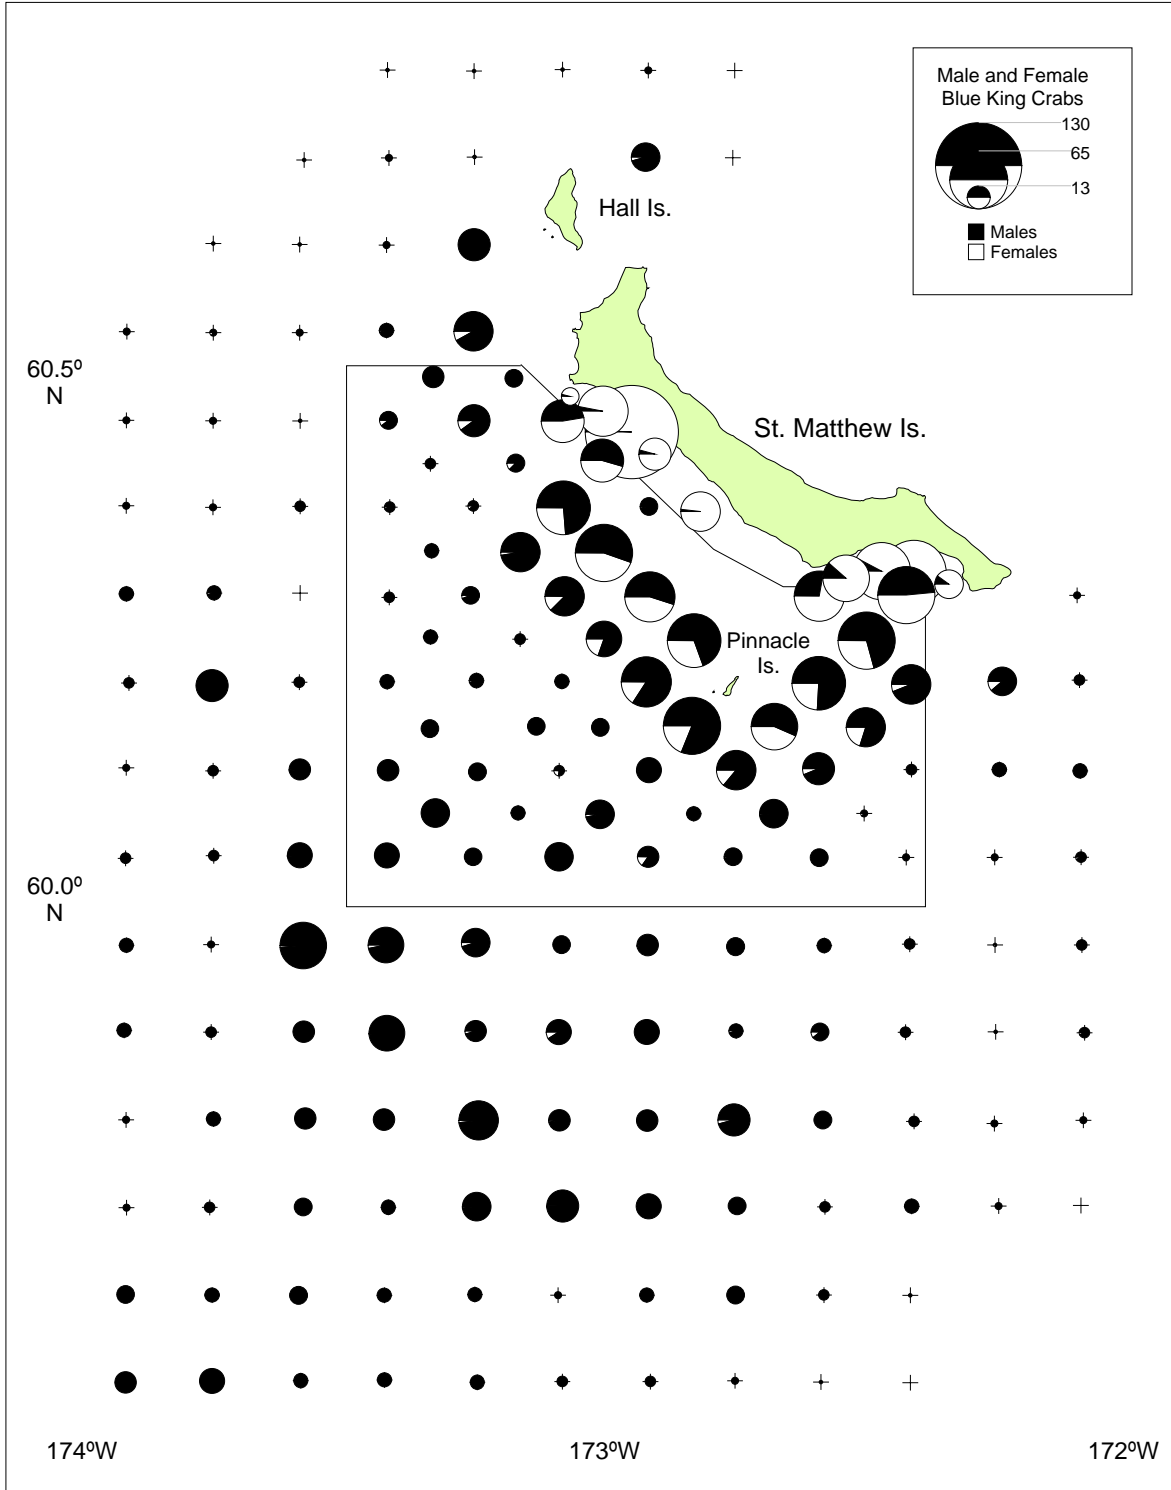 Male and Female
Blue King Crabs
130
65
13
Males
Females
Hall Is.
60.5º
N
St. Matthew Is.
Pinnacle
Is.
60.0º
N
174ºW
173ºW
172ºW